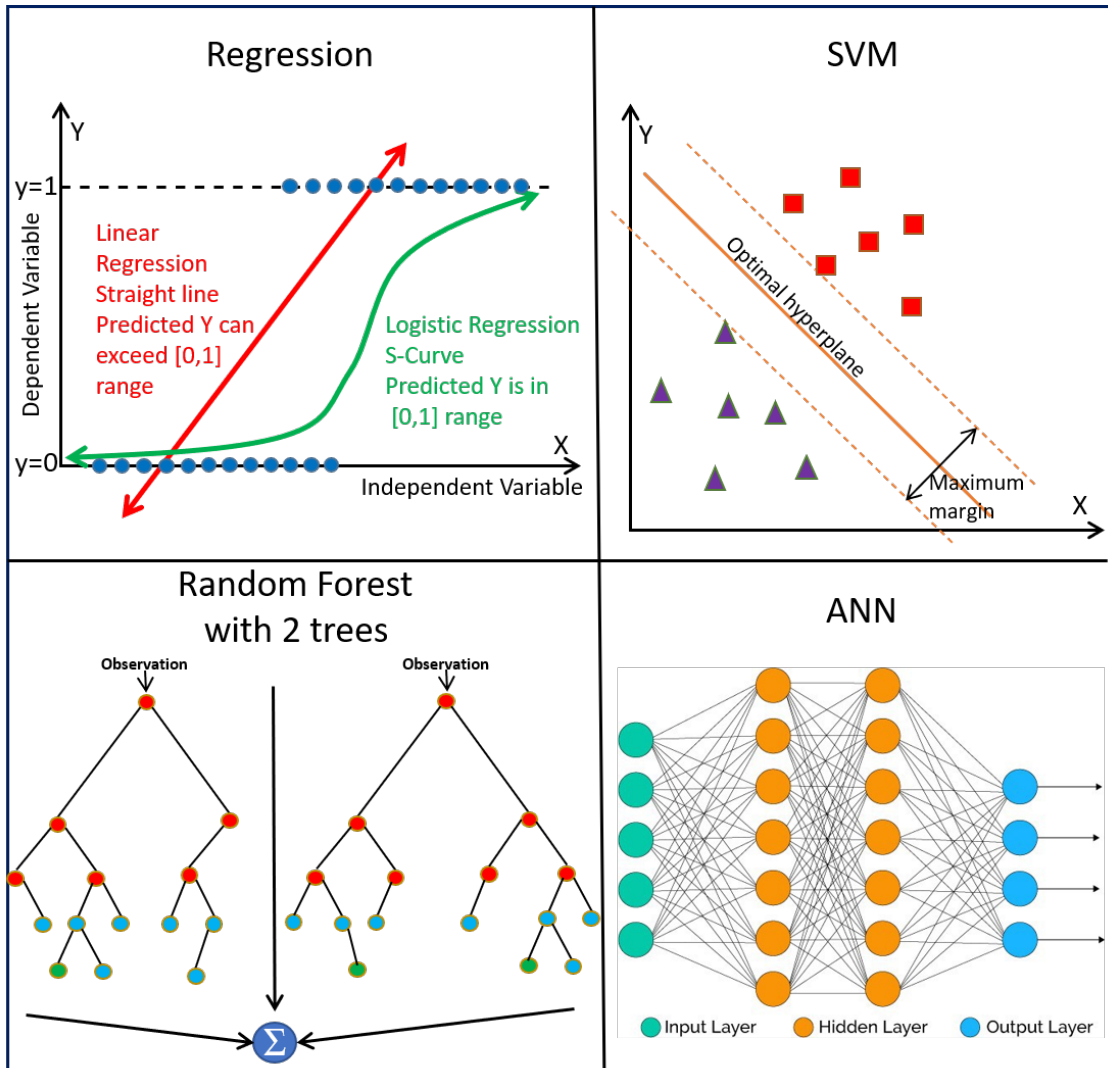 Regression
Y
y=1
Dependent Variable
Linear
Regression
Straight line
Predicted Y can
exceed [0,1]
range
Logistic Regression
S-Curve
Predicted Y is in
[0,1] range
y=0
X
Independent Variable
SVM
Y
Optimal hyperplane
Maximum
margin
X
Random Forest
with 2 trees
Observation
Observation
Σ
ANN
Input Layer
Hidden Layer
Output Layer